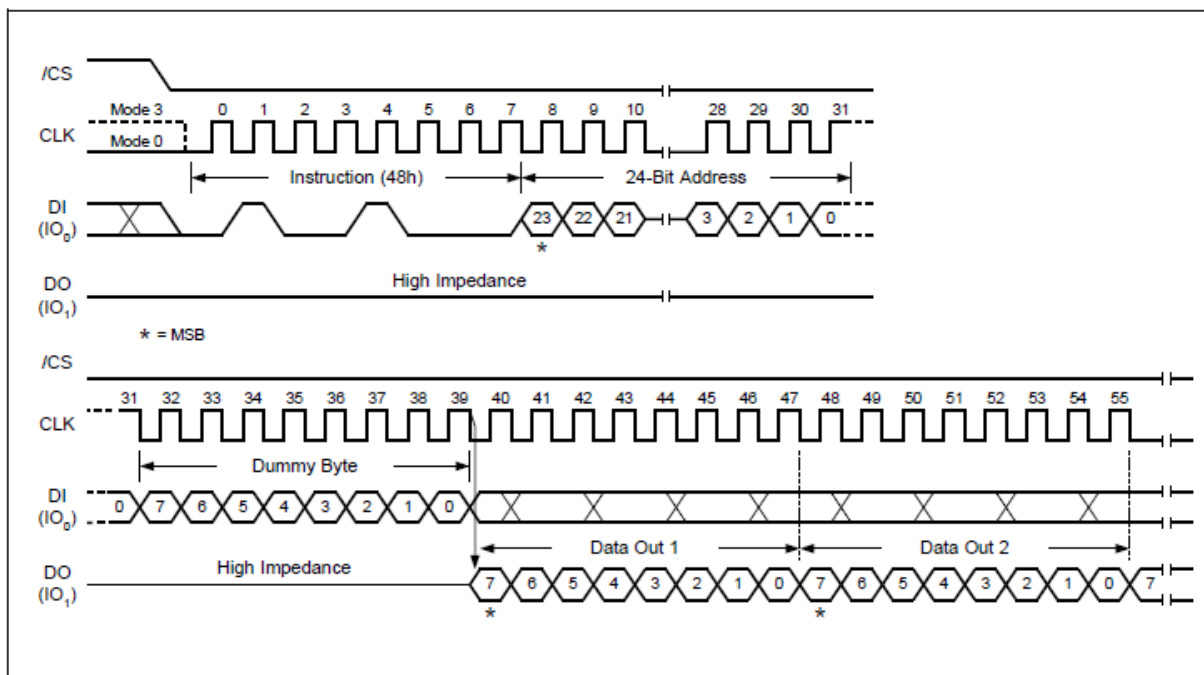 /CS
Mode 3 0 1 2 3 4 5 6 7 8 9 10 28 29 30 31
CLK
Mode 0
Instruction (48h) 24-Bit Address
DI
(IO0) 23 22 21 3 2 1 0
*
DO
(IO1) High Impedance
* = MSB
/CS
31 32 33 34 35 36 37 38 39 40 41 42 43 44 45 46 47 48 49 50 51 52 53 54 55
CLK
Dummy Byte
DI
(IO0) 0 7 6 5 4 3 2 1 0
Data Out 1 Data Out 2
DO
(IO1) High Impedance 7 6 5 4 3 2 1 0 7 6 5 4 3 2 1 0 7
* *